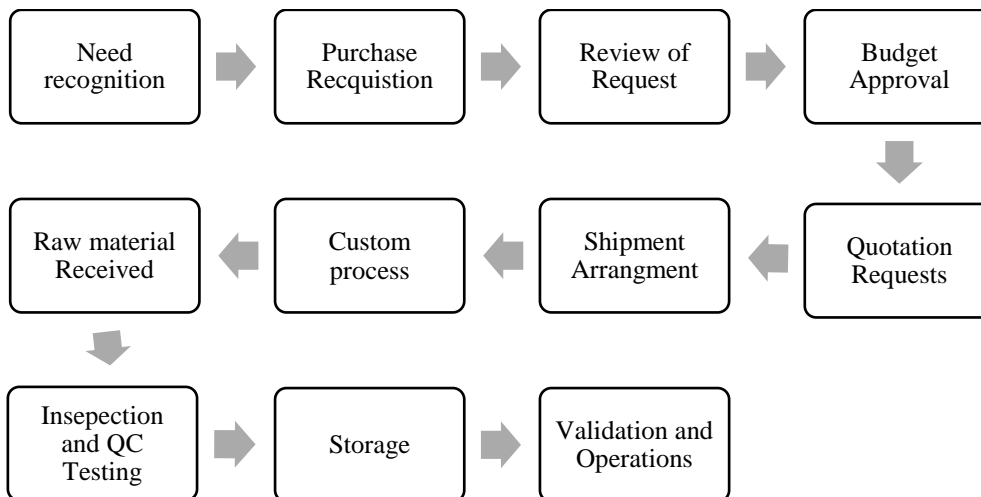 Need
recognition
Purchase
Recquistion
Review of
Request
Budget
Approval
Quotation
Requests
Shipment
Arrangment
Custom
process
Raw material
Received
Insepection
and QC
Testing
Storage
Validation and
Operations